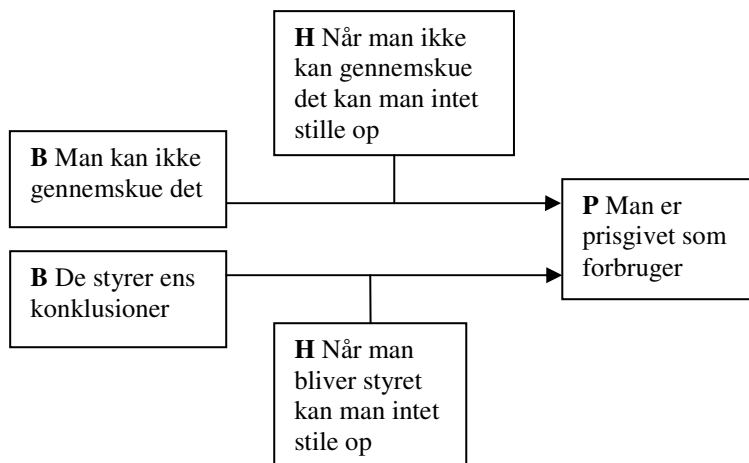 H Når man ikke
kan gennemskue
det kan man intet
stille op
B Man kan ikke
gennemskue det
P Man er
prisgivet som
forbruger
B De styrer ens
konklusioner
H Når man
bliver styret
kan man intet
stile op